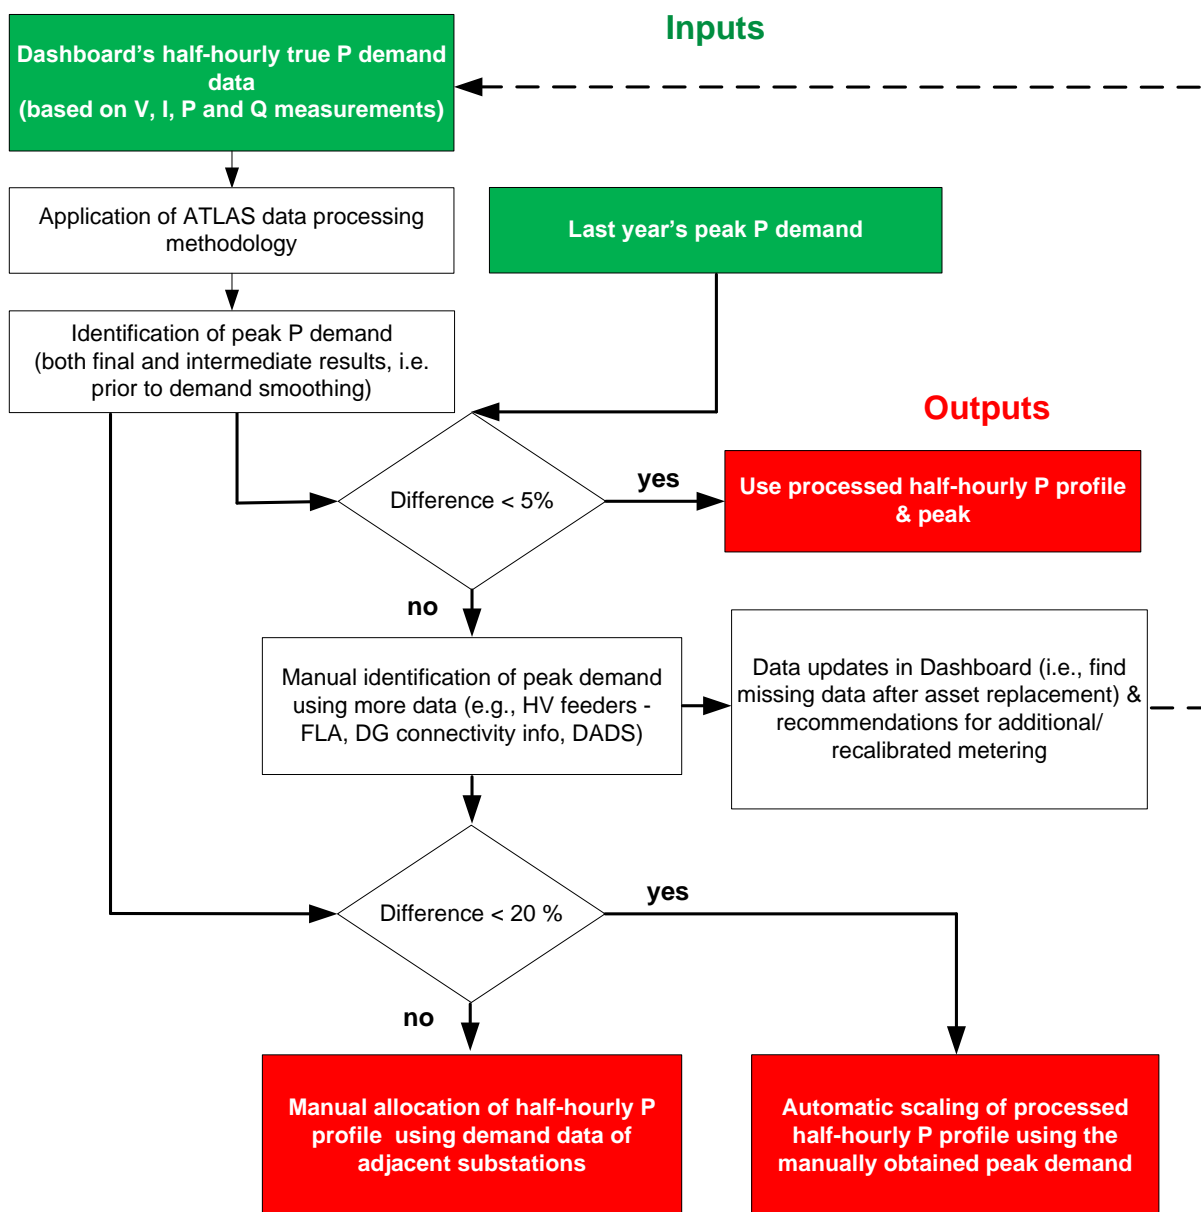 Inputs
Dashboard's half-hourly true P demand
data
(based on V, I, P and Q measurements)
Application of ATLAS data processing
methodology
Last year's peak P demand
Identification of peak P demand
(both final and intermediate results, i.e.
prior to demand smoothing)
Outputs
Difference < 5%
yes
Use processed half-hourly P profile
& peak
no
Manual identification of peak demand
using more data (e.g., HV feeders -
FLA, DG connectivity info, DADS)
Data updates in Dashboard (i.e., find
missing data after asset replacement) &
recommendations for additional/
recalibrated metering
Difference < 20 %
yes
no
Manual allocation of half-hourly P
profile  using demand data of
adjacent substations
Automatic scaling of processed
half-hourly P profile using the
manually obtained peak demand